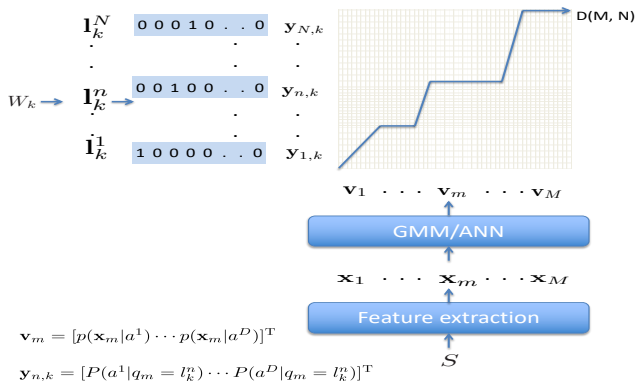 l_k^N 0 0 0 1 0 . . 0 y_{N,k} D(M, N)
. . .
. . .
W_k l_k^n 0 0 1 0 0 . . 0 y_{n,k}
. . .
. . .
l_k^1 1 0 0 0 0 . . 0 y_{1,k}
v_1 . . . v_m . . . v_M
GMM/ANN
x_1 . . . x_m . . . x_M
Feature extraction
v_m = [p(x_m|a^1) ⋯ p(x_m|a^D)]^T
S
y_{n,k} = [P(a^1|q_m = l_k^n) ⋯ P(a^D|q_m = l_k^n)]^T